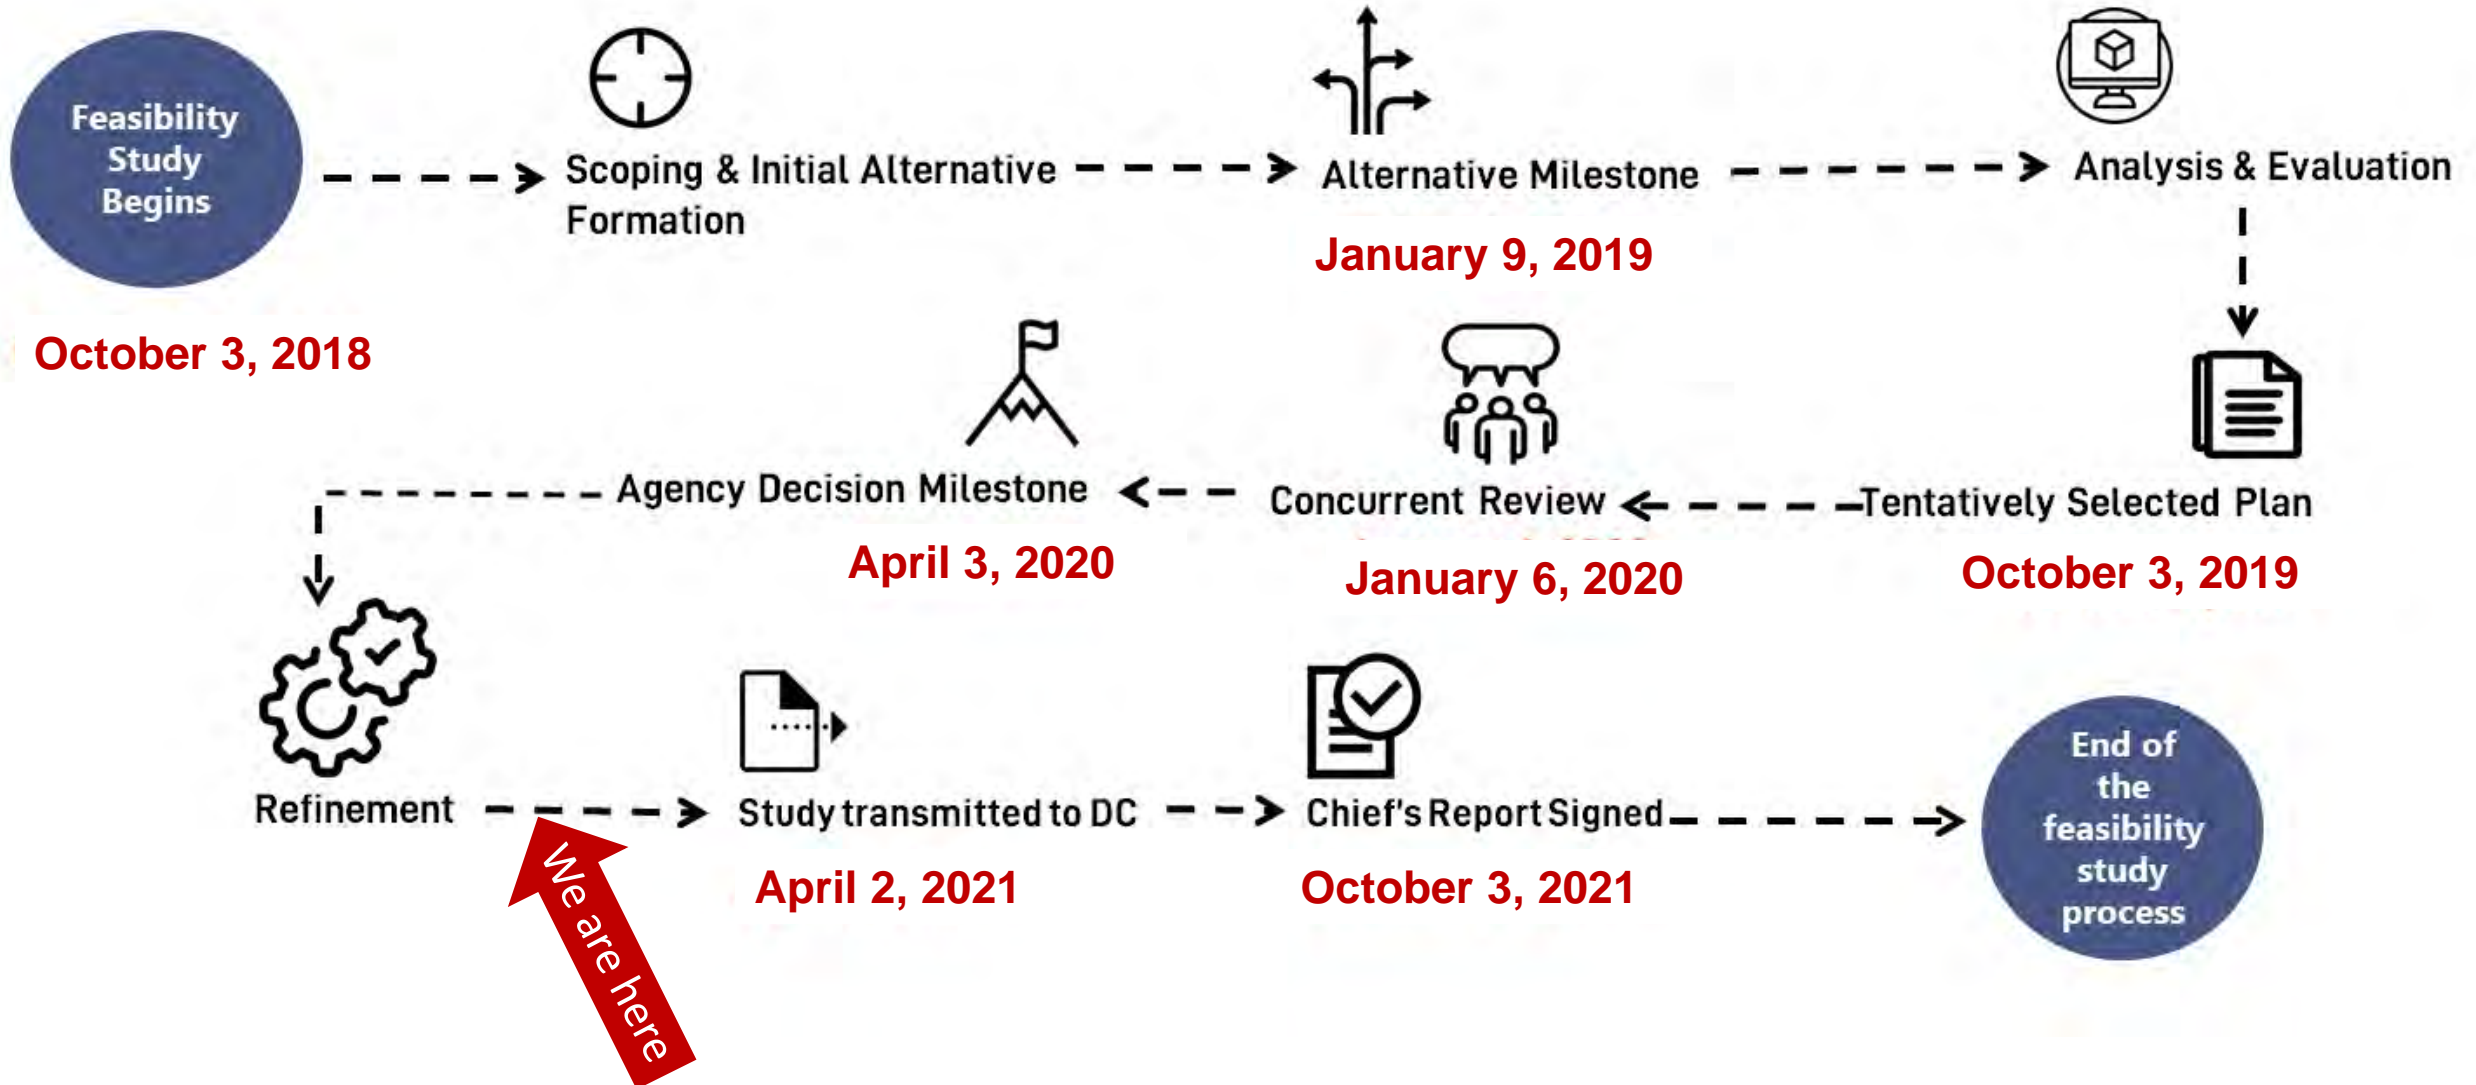 Feasibility
Study
Begins
October 3, 2018
Scoping & Initial Alternative
Formation
Alternative Milestone
January 9, 2019
Analysis & Evaluation
Tentatively Selected Plan
October 3, 2019
Concurrent Review
January 6, 2020
Agency Decision Milestone
April 3, 2020
Refinement
We are here
Study transmitted to DC
April 2, 2021
Chief's Report Signed
October 3, 2021
End of
the
feasibility
study
process